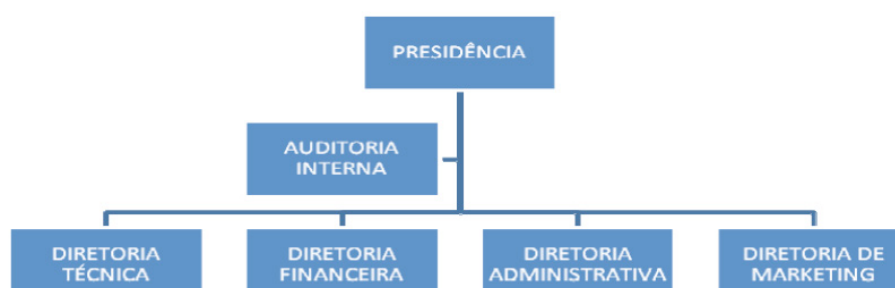 PRESIDÊNCIA
AUDITORIA
INTERNA
DIRETORIA
TÉCNICA
DIRETORIA
FINANCEIRA
DIRETORIA
ADMINISTRATIVA
DIRETORIA DE
MARKETING